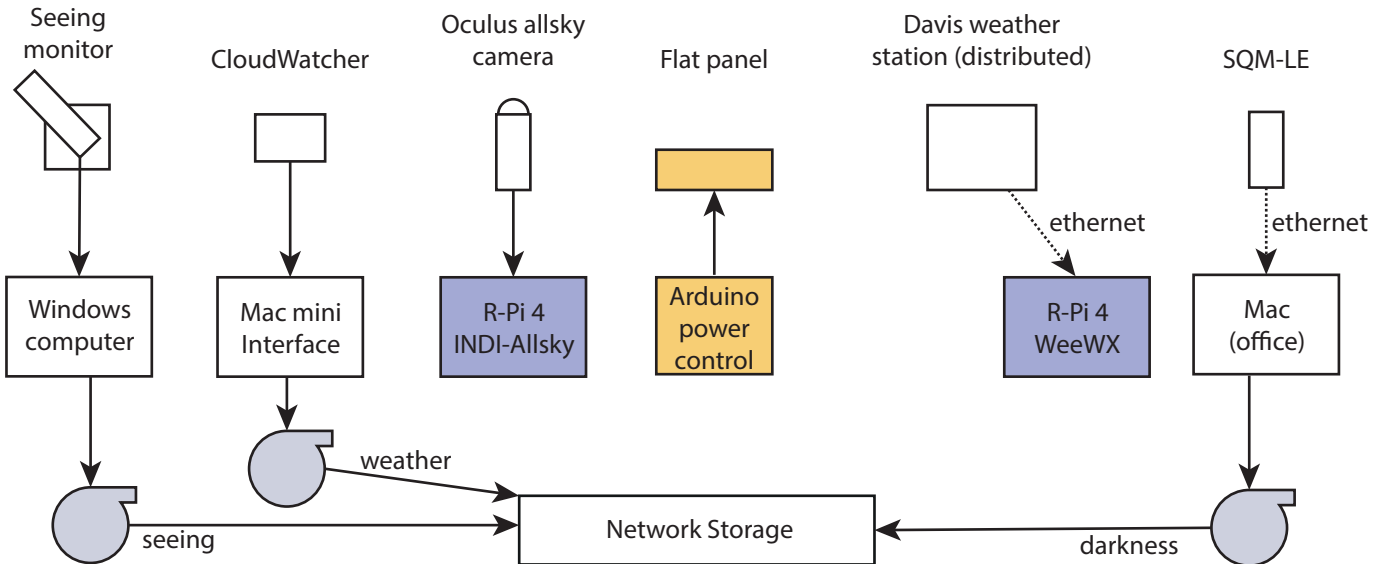 Seeing
monitor
CloudWatcher
Oculus allsky
camera
Flat panel
Davis weather
station (distributed)
SQM-LE
ethernet
ethernet
Windows
computer
Mac mini
Interface
R-Pi 4
INDI-Allsky
Arduino
power
control
R-Pi 4
WeeWX
Mac
(office)
weather
seeing
Network Storage
darkness